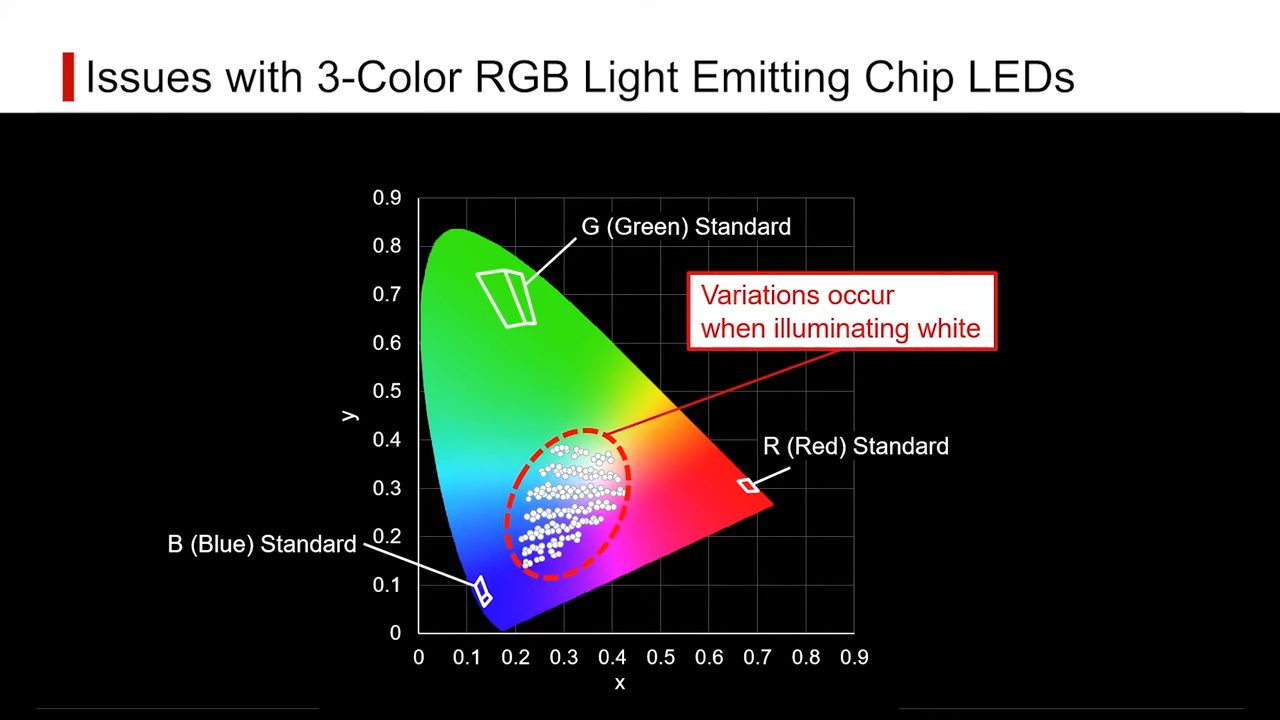 Issues with 3-Color RGB Light Emitting Chip LEDs
0.9
G (Green) Standard
0.8
0.7
Variations occur
when illuminating white
0.6
0.5
y
0.4
R (Red) Standard
0.3
B (Blue) Standard
0.2
0.1
0
0 0.1 0.2 0.3 0.4 0.5 0.6 0.7 0.8 0.9
x